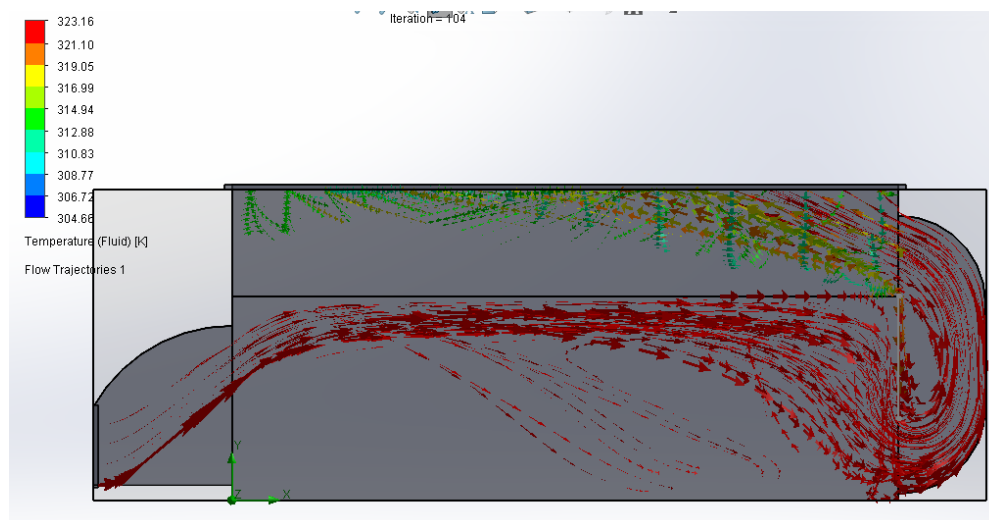 Iteration = 104
323.16
321.10
319.05
316.99
314.94
312.88
310.83
308.77
306.72
304.66
Temperature (Fluid) [K]
Flow Trajectories 1
Y
Z
X